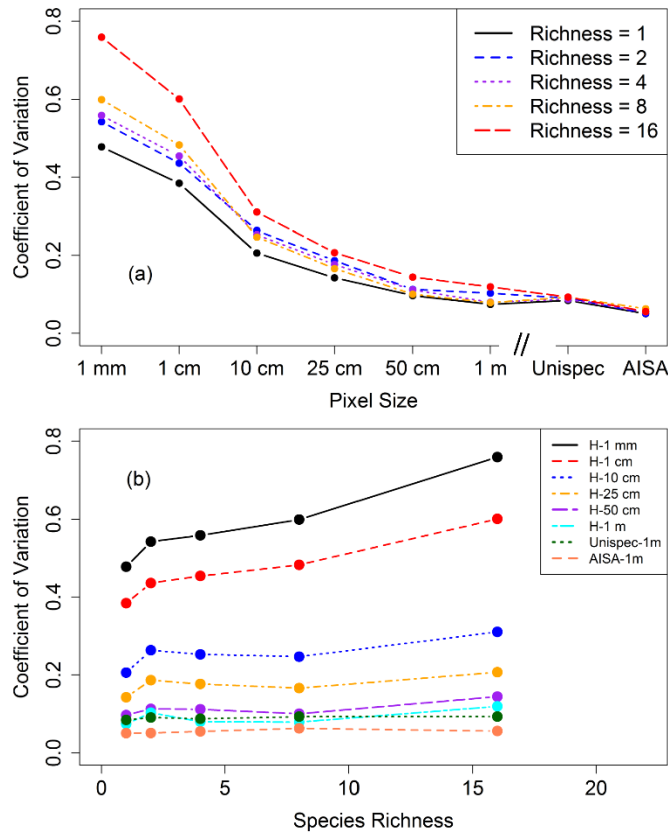 0.8
0.6
0.4
0.2
0.0
Coefficient of Variation
(a)
Richness = 1
Richness = 2
Richness = 4
Richness = 8
Richness = 16
1 mm 1 cm 10 cm 25 cm 50 cm 1 m // Unispec AISA
Pixel Size
0.8
0.6
0.4
0.2
0.0
Coefficient of Variation
(b)
H-1 mm
H-1 cm
H-10 cm
H-25 cm
H-50 cm
H-1 m
Unispec-1m
AISA-1m
0 5 10 15 20
Species Richness